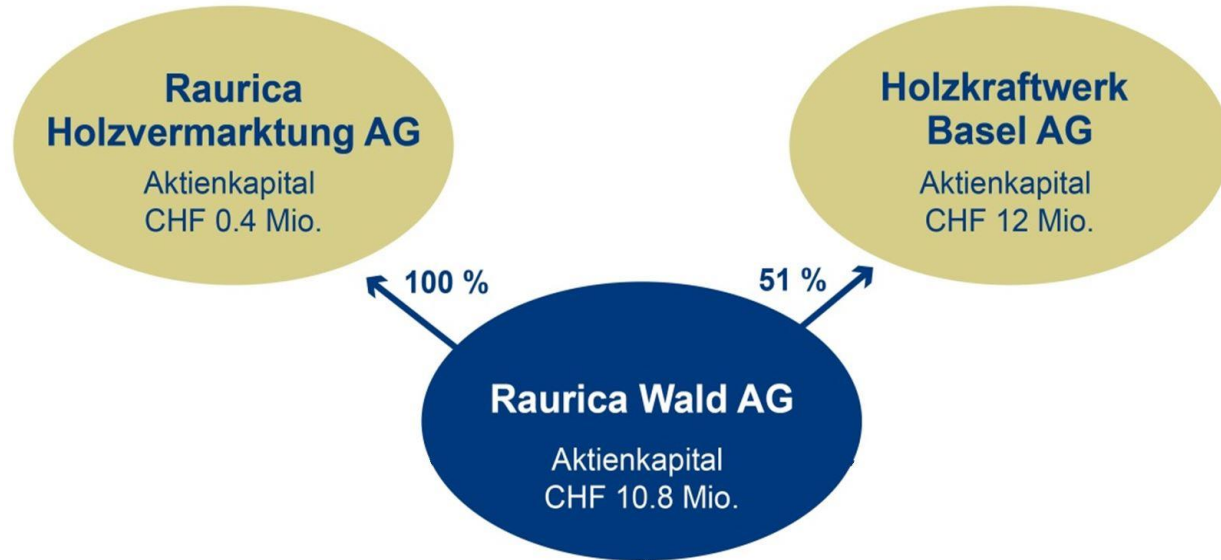 Raurica
Holzvermarktung AG
Aktienkapital
CHF 0.4 Mio.
Holzkraftwerk
Basel AG
Aktienkapital
CHF 12 Mio.
100 %
51 %
Raurica Wald AG
Aktienkapital
CHF 10.8 Mio.